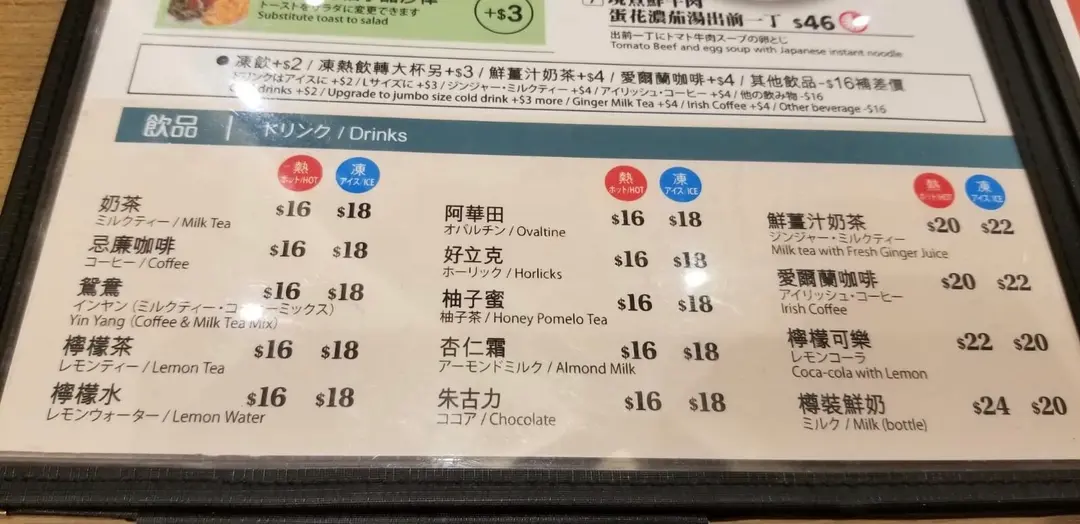 トーストをサラダに変更できます
Substitute toast to salad
+$3
蛋花濃茄湯出前一丁 $46
出前一丁にトマト牛肉スープの卵とじ
Tomato Beef and egg soup with Japanese instant noodle
●凍飲+$2 / 凍熱飲轉大杯另+$3 / 鮮薑汁奶茶+$4 / 愛爾蘭咖啡+$4 / 其他飲品-$16補差價
ドリンクはアイスに +$2 / Lサイズに +$3 / ジンジャー・ミルクティー +$4 / アイリッシュ・コーヒー +$4 / 他の飲み物 -$16
drinks +$2 / Upgrade to jumbo size cold drink +$3 more / Ginger Milk Tea +$4 / Irish Coffee +$4 / Other beverage -$16
飲品 | ドリンク / Drinks
熱 ホット/HOT 凍 アイス/ICE
奶茶 $16 $18
ミルクティー / Milk Tea
忌廉咖啡 $16 $18
コーヒー / Coffee
鴛鴦 $16 $18
インヤン（ミルクティー・コーヒーミックス）
Yin Yang (Coffee & Milk Tea Mix)
檸檬茶 $16 $18
レモンティー / Lemon Tea
檸檬水 $16 $18
レモンウォーター / Lemon Water
熱 ホット/HOT 凍 アイス/ICE
阿華田 $16 $18
オバルチン / Ovaltine
好立克 $16 $18
ホーリック / Horlicks
柚子蜜 $16 $18
柚子茶 / Honey Pomelo Tea
杏仁霜 $16 $18
アーモンドミルク / Almond Milk
朱古力 $16 $18
ココア / Chocolate
熱 ホット/HOT 凍 アイス/ICE
鮮薑汁奶茶 $20 $22
ジンジャー・ミルクティー
Milk tea with Fresh Ginger Juice
愛爾蘭咖啡 $20 $22
アイリッシュ・コーヒー
Irish Coffee
檸檬可樂 $22 $20
レモンコーラ
Coca-cola with Lemon
樽裝鮮奶 $24 $20
ミルク / Milk (bottle)